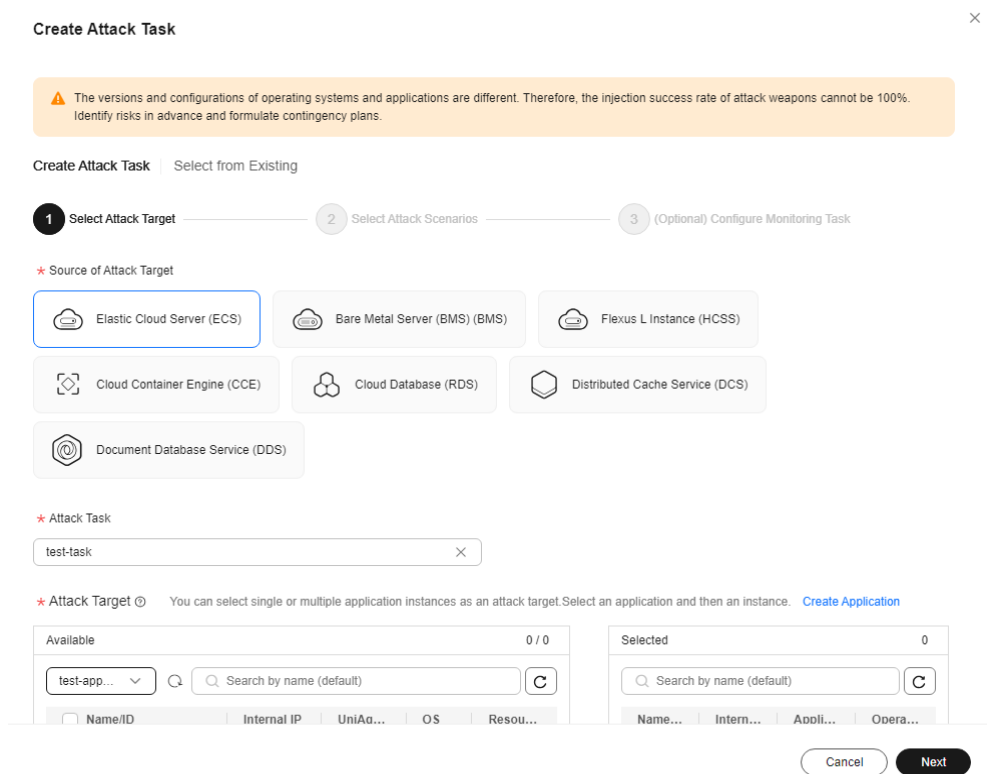 Create Attack Task
The versions and configurations of operating systems and applications are different. Therefore, the injection success rate of attack weapons cannot be 100%.
Identify risks in advance and formulate contingency plans.
Create Attack Task Select from Existing
1 Select Attack Target 2 Select Attack Scenarios 3 (Optional) Configure Monitoring Task
* Source of Attack Target
Elastic Cloud Server (ECS) Bare Metal Server (BMS) (BMS) Flexus L Instance (HCSS)
Cloud Container Engine (CCE) Cloud Database (RDS) Distributed Cache Service (DCS)
Document Database Service (DDS)
* Attack Task
test-task
* Attack Target You can select single or multiple application instances as an attack target.Select an application and then an instance. Create Application
Available 0 / 0 Selected 0
test-app... Search by name (default) Search by name (default)
Name/ID Internal IP UniAg... OS Resou... Name... Intern... Appli... Opera...
Cancel Next